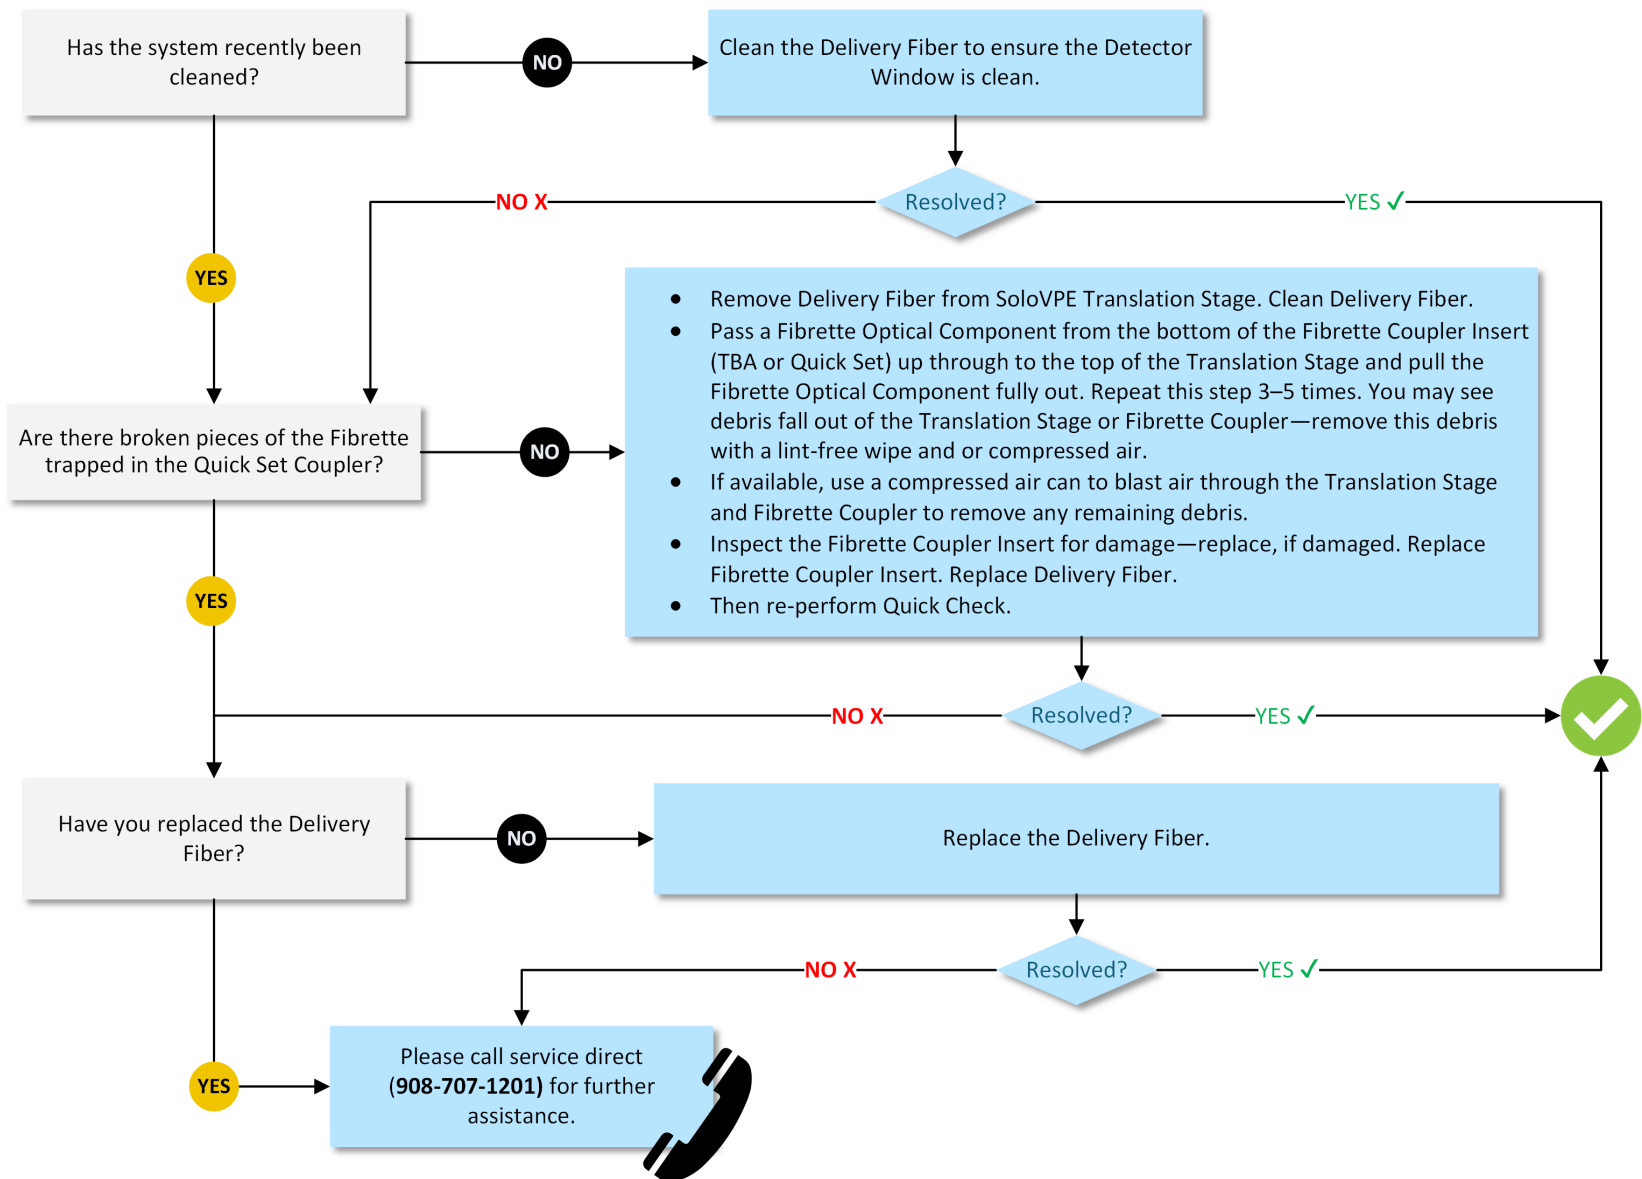 Has the system recently been
cleaned?
NO
Clean the Delivery Fiber to ensure the Detector
Window is clean.
NO X
Resolved?
YES ✓
YES
• Remove Delivery Fiber from SoloVPE Translation Stage. Clean Delivery Fiber.
• Pass a Fibrette Optical Component from the bottom of the Fibrette Coupler Insert
(TBA or Quick Set) up through to the top of the Translation Stage and pull the
Fibrette Optical Component fully out. Repeat this step 3–5 times. You may see
debris fall out of the Translation Stage or Fibrette Coupler—remove this debris
with a lint-free wipe and or compressed air.
• If available, use a compressed air can to blast air through the Translation Stage
and Fibrette Coupler to remove any remaining debris.
• Inspect the Fibrette Coupler Insert for damage—replace, if damaged. Replace
Fibrette Coupler Insert. Replace Delivery Fiber.
• Then re-perform Quick Check.
Are there broken pieces of the Fibrette
trapped in the Quick Set Coupler?
NO
YES
NO X
Resolved?
YES ✓
Have you replaced the Delivery
Fiber?
NO
Replace the Delivery Fiber.
NO X
Resolved?
YES ✓
YES
Please call service direct
(908-707-1201) for further
assistance.